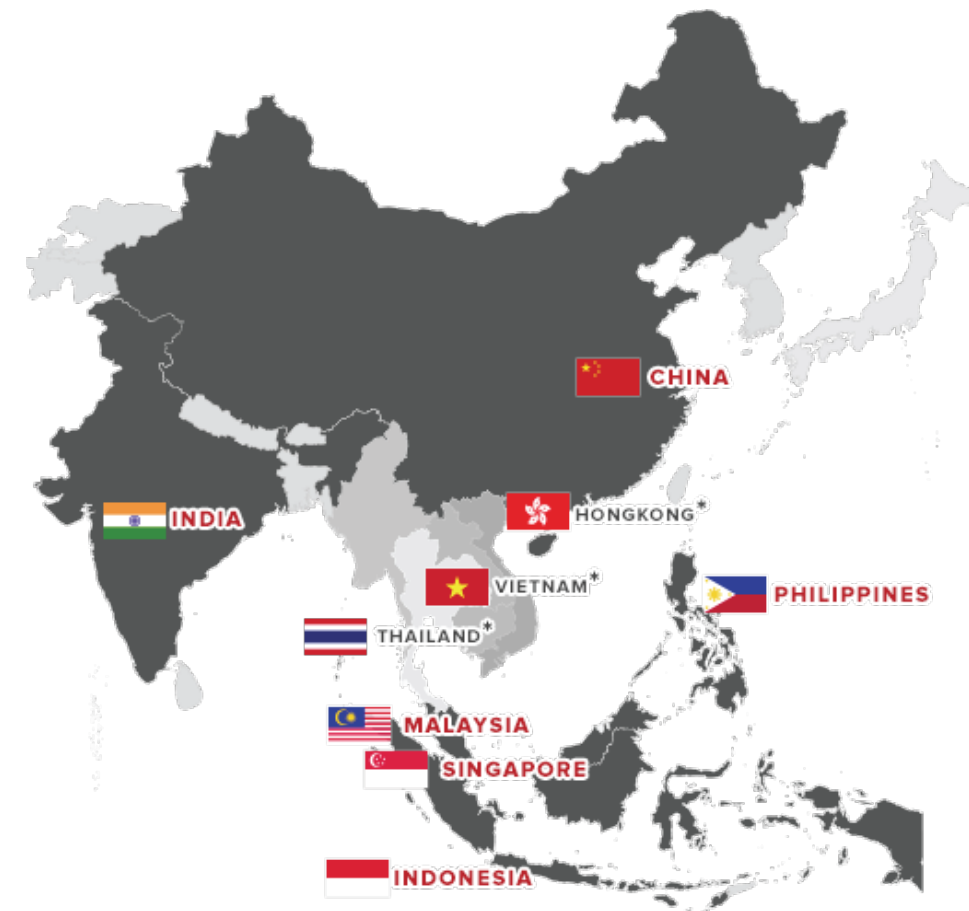 CHINA
HONGKONG*
INDIA
VIETNAM*
PHILIPPINES
THAILAND*
MALAYSIA
SINGAPORE
INDONESIA